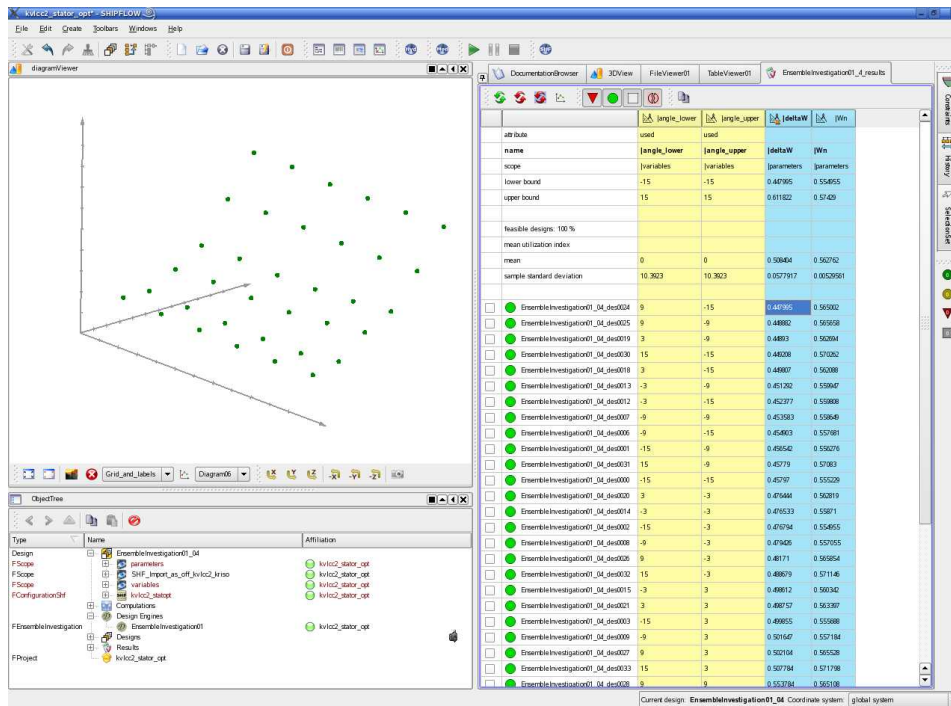 kvlcc2_stator_opt* - SHIPFLOW
File Edit Create Toolbars Windows Help
diagramViewer
Grid_and_labels Diagram06
ObjectTree
Type Name Affiliation
Design EnsembleInvestigation01_04
FScope parameters kvlcc2_stator_opt
FScope SHF_Import_as_off_kvlcc2_kriso kvlcc2_stator_opt
FScope variables kvlcc2_stator_opt
FConfigurationShf kvlcc2_statopt kvlcc2_stator_opt
Computations
Design Engines
FEnsembleInvestigation EnsembleInvestigation01 kvlcc2_stator_opt
Designs
Results
FProject kvlcc2_stator_opt
DocumentationBrowser 3DView FileViewer01 TableViewer01 EnsembleInvestigation01_4_results
|angle_lower |angle_upper |deltaW |Wn
attribute used used
name |angle_lower |angle_upper |deltaW |Wn
scope |variables |variables |parameters |parameters
lower bound -15 -15 0.447995 0.554955
upper bound 15 15 0.611822 0.57429
feasible designs: 100 %
mean utilization index
mean 0 0 0.508404 0.562762
sample standard deviation 10.3923 10.3923 0.0577917 0.00529561
EnsembleInvestigation01_04_des0024 9 -15 0.447995 0.565002
EnsembleInvestigation01_04_des0025 9 -9 0.448882 0.565658
EnsembleInvestigation01_04_des0019 3 -9 0.44893 0.562694
EnsembleInvestigation01_04_des0030 15 -15 0.449208 0.570262
EnsembleInvestigation01_04_des0018 3 -15 0.449807 0.562088
EnsembleInvestigation01_04_des0013 -3 -9 0.451292 0.559947
EnsembleInvestigation01_04_des0012 -3 -15 0.452377 0.559808
EnsembleInvestigation01_04_des0007 -9 -9 0.453583 0.558649
EnsembleInvestigation01_04_des0006 -9 -15 0.454903 0.557681
EnsembleInvestigation01_04_des0001 -15 -9 0.456542 0.556276
EnsembleInvestigation01_04_des0031 15 -9 0.45779 0.57083
EnsembleInvestigation01_04_des0000 -15 -15 0.45797 0.555229
EnsembleInvestigation01_04_des0020 3 -3 0.476444 0.562819
EnsembleInvestigation01_04_des0014 -3 -3 0.476533 0.55871
EnsembleInvestigation01_04_des0002 -15 -3 0.476794 0.554955
EnsembleInvestigation01_04_des0008 -9 -3 0.479426 0.557055
EnsembleInvestigation01_04_des0026 9 -3 0.48171 0.565854
EnsembleInvestigation01_04_des0032 15 -3 0.488679 0.571146
EnsembleInvestigation01_04_des0015 -3 3 0.498612 0.560342
EnsembleInvestigation01_04_des0021 3 3 0.498757 0.563397
EnsembleInvestigation01_04_des0003 -15 3 0.499855 0.555688
EnsembleInvestigation01_04_des0009 -9 3 0.501647 0.557184
EnsembleInvestigation01_04_des0027 9 3 0.502104 0.565528
EnsembleInvestigation01_04_des0033 15 3 0.507784 0.571798
EnsembleInvestigation01_04_des0028 9 9 0.553784 0.565108
Constraints
History
SelectionSet
Current design: EnsembleInvestigation01_04 Coordinate system: global system